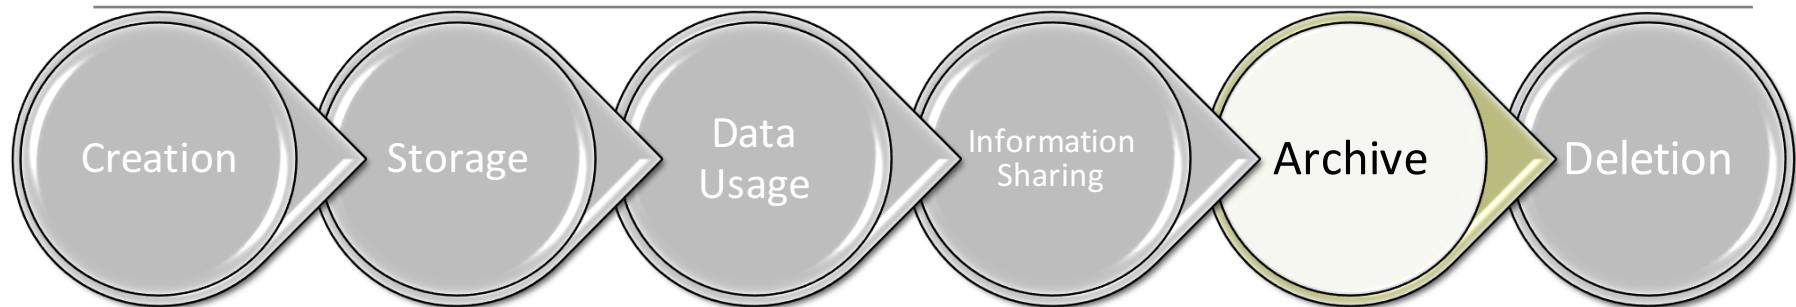 Creation
Storage
Data
Usage
Information
Sharing
Archive
Deletion